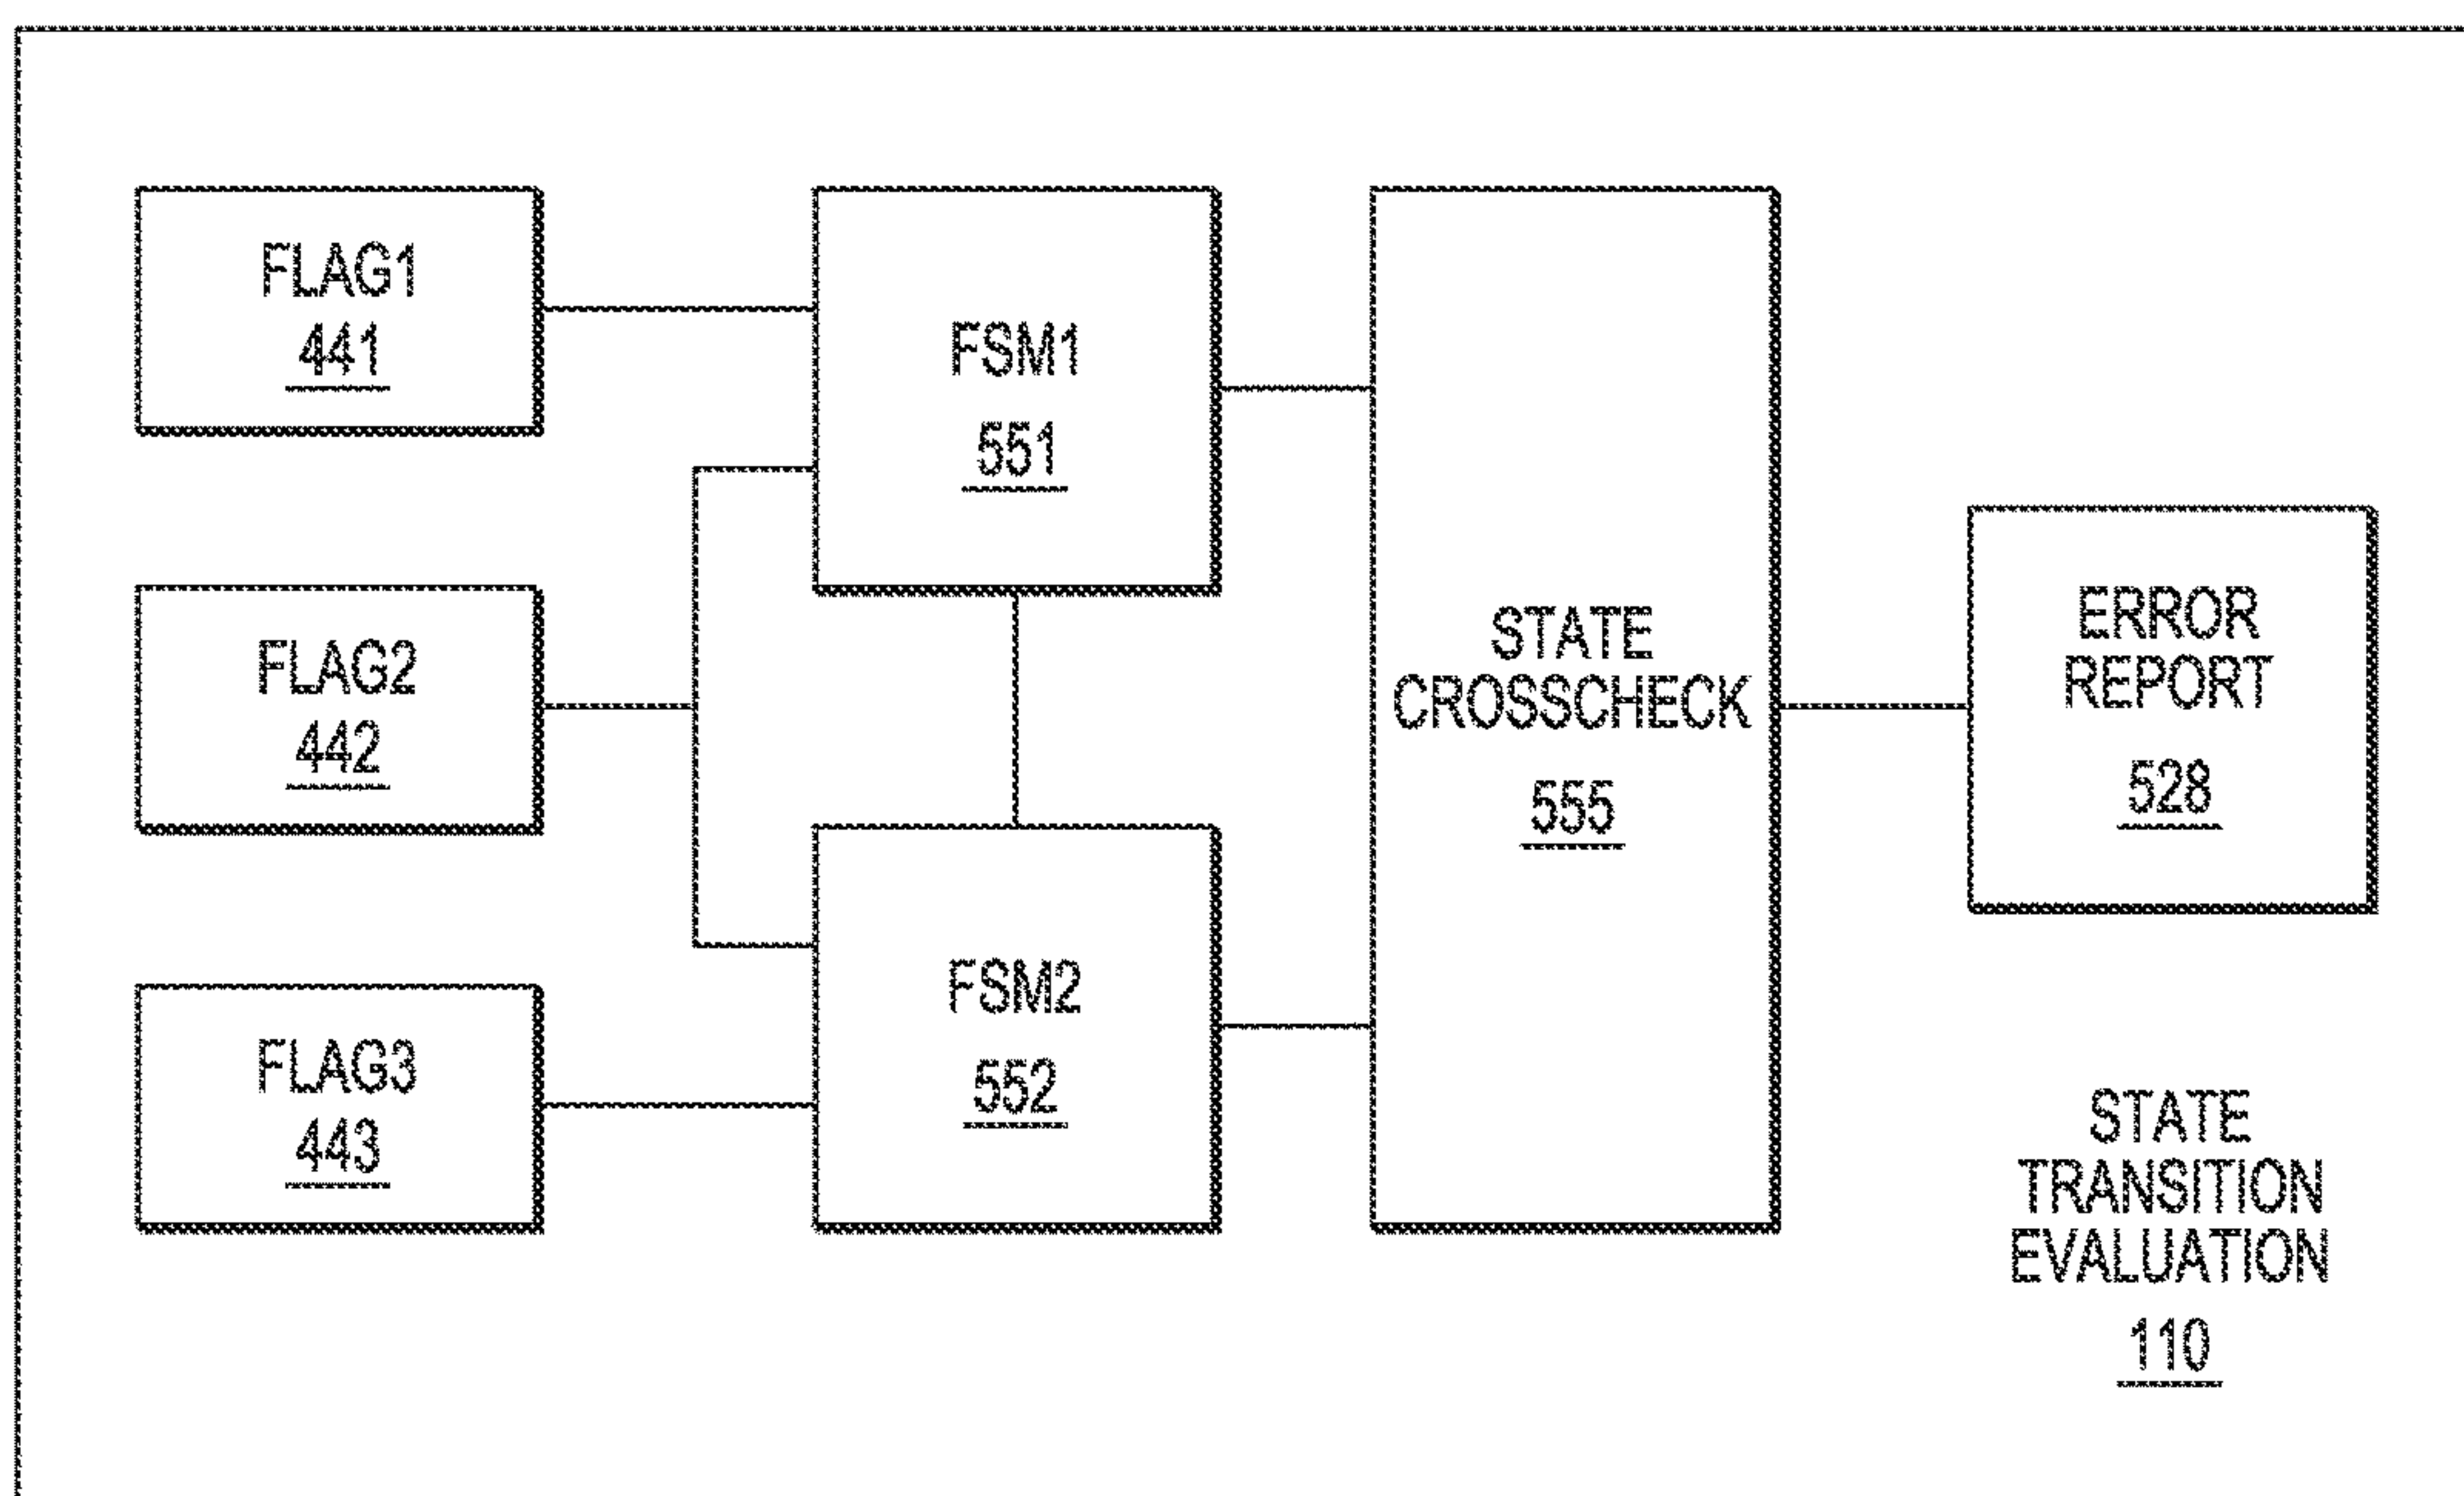 FLAG1
441
FLAG2
442
FLAG3
443
FSM1
551
FSM2
552
STATE
CROSSCHECK
555
ERROR
REPORT
528
STATE
TRANSITION
EVALUATION
110